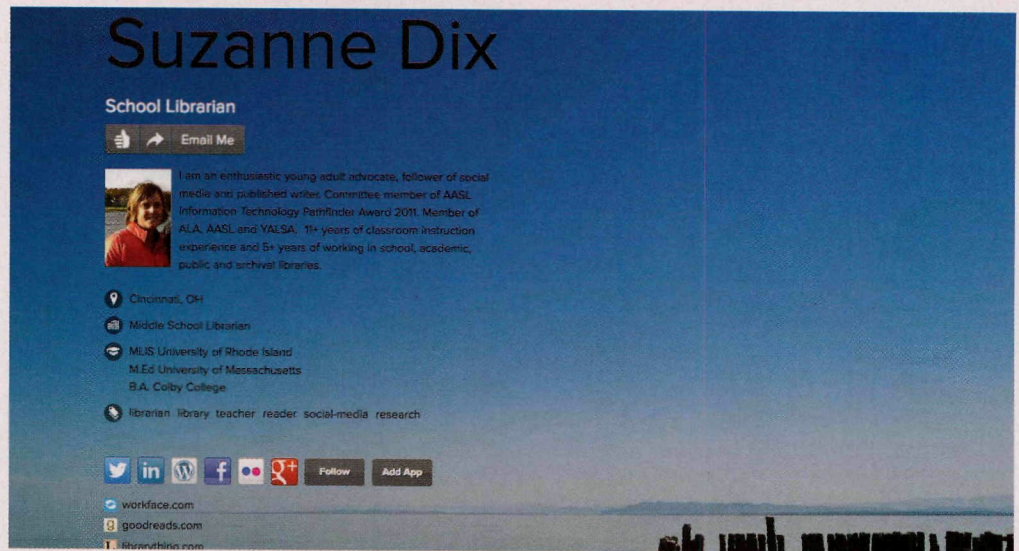 Suzanne Dix
School Librarian
Email Me
I am an enthusiastic young adult advocate, follower of social
media and published writer. Committee member of AASL
Information Technology Pathfinder Award 2011. Member of
ALA, AASL and YALSA. 11+ years of classroom instruction
experience and 5+ years of working in school, academic,
public and archival libraries.
Cincinnati, OH
Middle School Librarian
MLIS University of Rhode Island
M.Ed University of Massachusetts
B.A. Colby College
librarian library teacher reader social-media research
in W f g+ Follow Add App
workface.com
g goodreads.com
L librarything.com